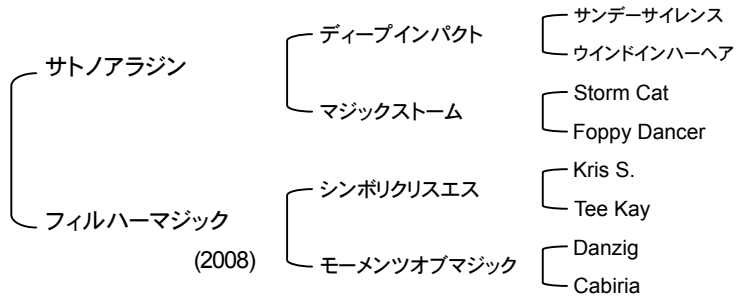 サトノアラジン
フィルハーマジック
(2008)
ディープインパクト
マジックストーム
シンボリクリスエス
モーメンツオブマジック
サンデーサイレンス
ウインドインハーヘア
Storm Cat
Foppy Dancer
Kris S.
Tee Kay
Danzig
Cabiria